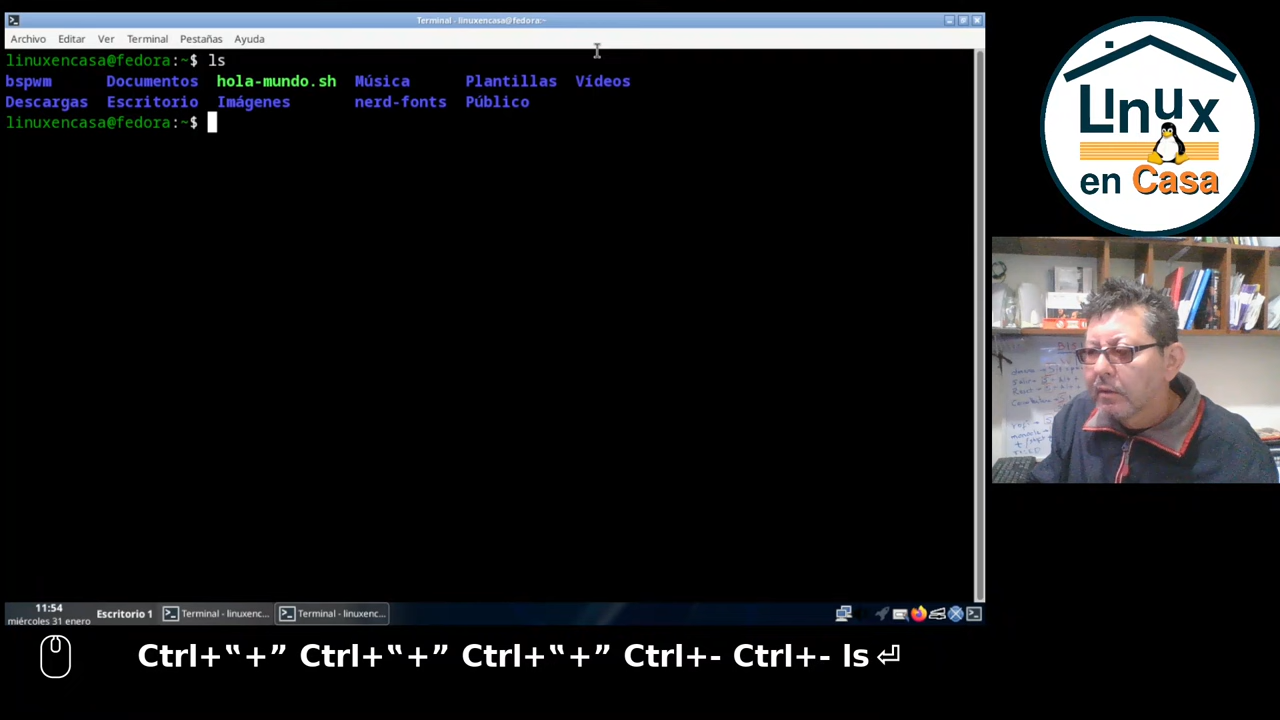 Terminal - linuxencasa@fedora:~
Archivo Editar Ver Terminal Pestañas Ayuda
linuxencasa@fedora:~$ ls
bspwm Documentos hola-mundo.sh Música Plantillas Vídeos
Descargas Escritorio Imágenes nerd-fonts Público
linuxencasa@fedora:~$
Linux
en Casa
11:54
miércoles 31 enero
Escritorio 1
Terminal - linuxenc...
Terminal - linuxenc...
Ctrl+‟+” Ctrl+‟+” Ctrl+‟+” Ctrl+- Ctrl+- ls ⏎